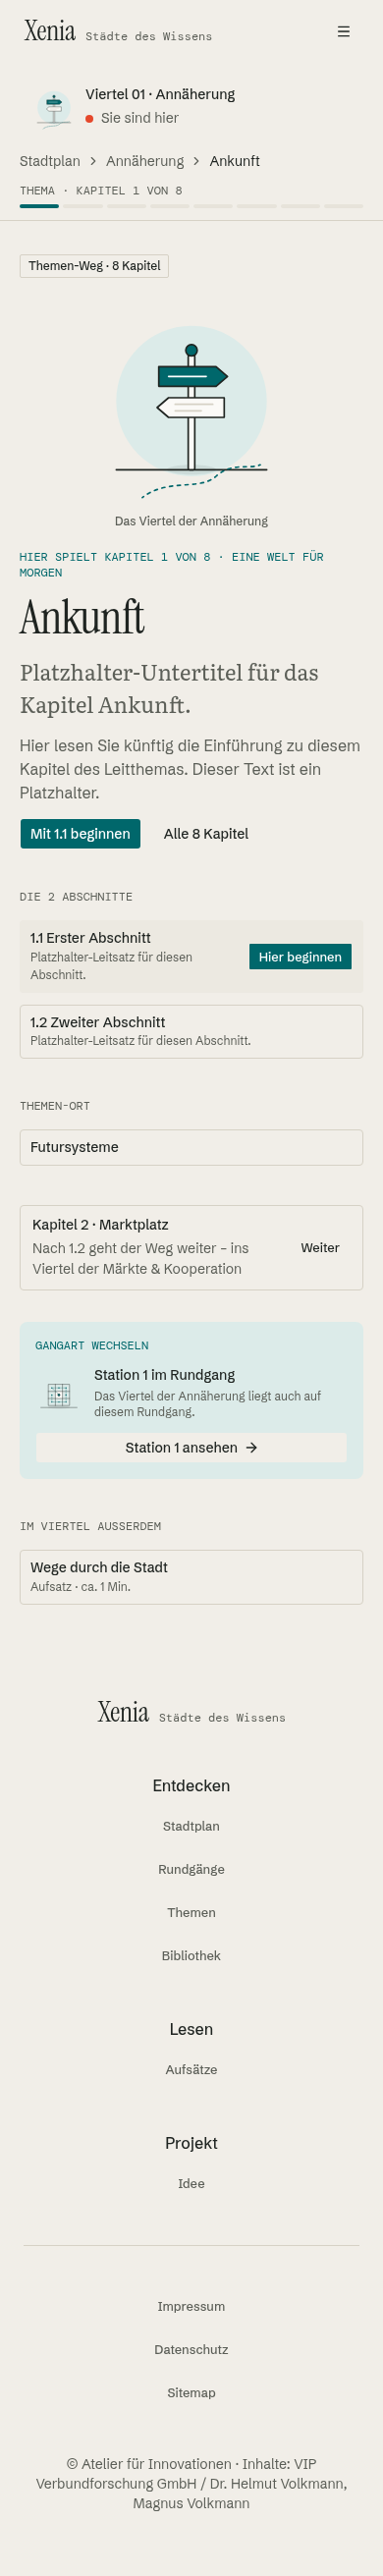 Xenia Städte des Wissens
Viertel 01 · Annäherung
Sie sind hier
Stadtplan > Annäherung > Ankunft
THEMA · KAPITEL 1 VON 8
Themen-Weg · 8 Kapitel
Das Viertel der Annäherung
HIER SPIELT KAPITEL 1 VON 8 · EINE WELT FÜR
MORGEN
Ankunft
Platzhalter-Untertitel für das
Kapitel Ankunft.
Hier lesen Sie künftig die Einführung zu diesem
Kapitel des Leitthemas. Dieser Text ist ein
Platzhalter.
Mit 1.1 beginnen Alle 8 Kapitel
DIE 2 ABSCHNITTE
1.1 Erster Abschnitt
Platzhalter-Leitsatz für diesen
Abschnitt.
Hier beginnen
1.2 Zweiter Abschnitt
Platzhalter-Leitsatz für diesen Abschnitt.
THEMEN-ORT
Futursysteme
Kapitel 2 · Marktplatz
Nach 1.2 geht der Weg weiter – ins
Viertel der Märkte & Kooperation
Weiter
GANGART WECHSELN
Station 1 im Rundgang
Das Viertel der Annäherung liegt auch auf
diesem Rundgang.
Station 1 ansehen →
IM VIERTEL AUSSERDEM
Wege durch die Stadt
Aufsatz · ca. 1 Min.
Xenia Städte des Wissens
Entdecken
Stadtplan
Rundgänge
Themen
Bibliothek
Lesen
Aufsätze
Projekt
Idee
Impressum
Datenschutz
Sitemap
© Atelier für Innovationen · Inhalte: VIP
Verbundforschung GmbH / Dr. Helmut Volkmann,
Magnus Volkmann